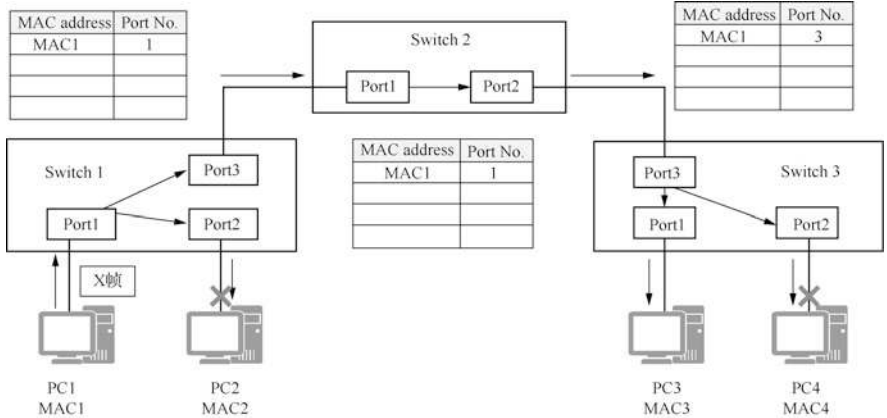 MAC address Port No.
MAC1 1
Switch 2
Port1 Port2
MAC address Port No.
MAC1 3
Switch 1
Port3
Port1
Port2
MAC address Port No.
MAC1 1
Switch 3
Port3
Port1
Port2
X帧
PC1
MAC1
PC2
MAC2
PC3
MAC3
PC4
MAC4